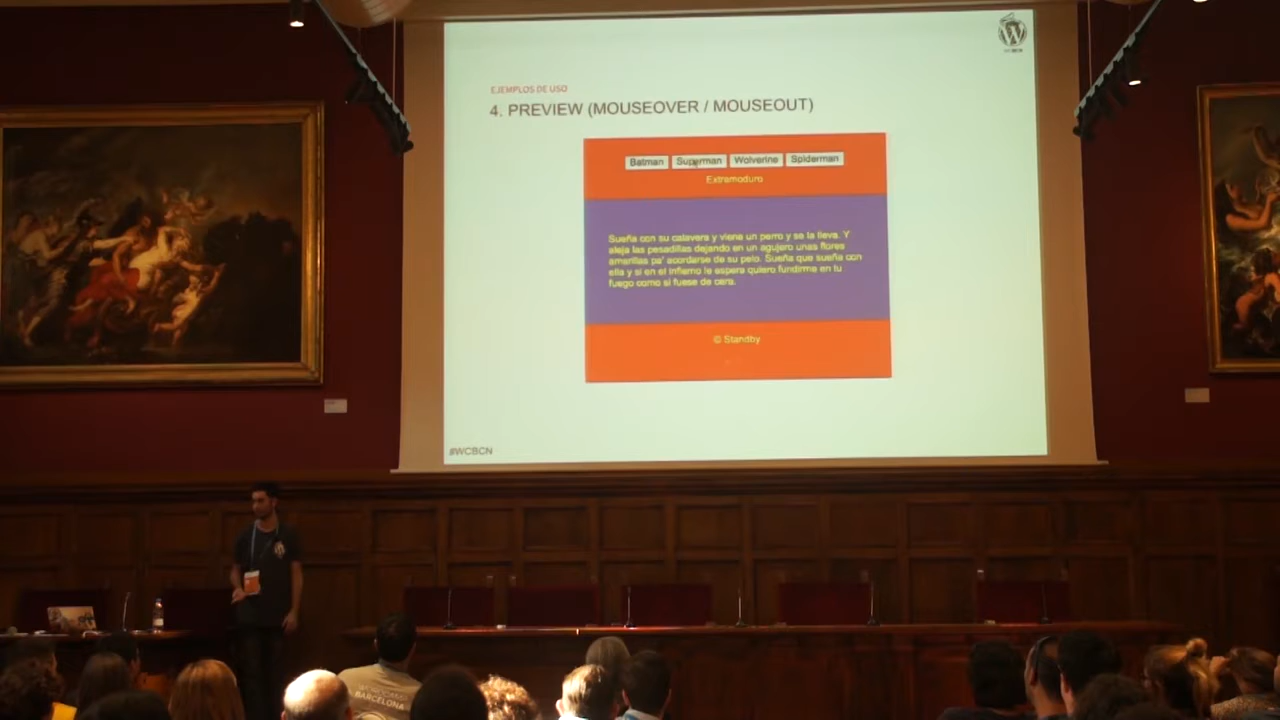 W
WCBCN
EJEMPLOS DE USO
4. PREVIEW (MOUSEOVER / MOUSEOUT)
Batman Superman Wolverine Spiderman
Extremoduro
Sueña con su calavera y viene un perro y se la lleva. Y
aleja las pesadillas dejando en un agujero unas flores
amarillas pa' acordarse de su pelo. Sueña que sueña con
ella y si en el infierno le espera quiero fundirme en tu
fuego como si fuese de cera.
© Standby
#WCBCN
WORDCAMP
BARCELONA